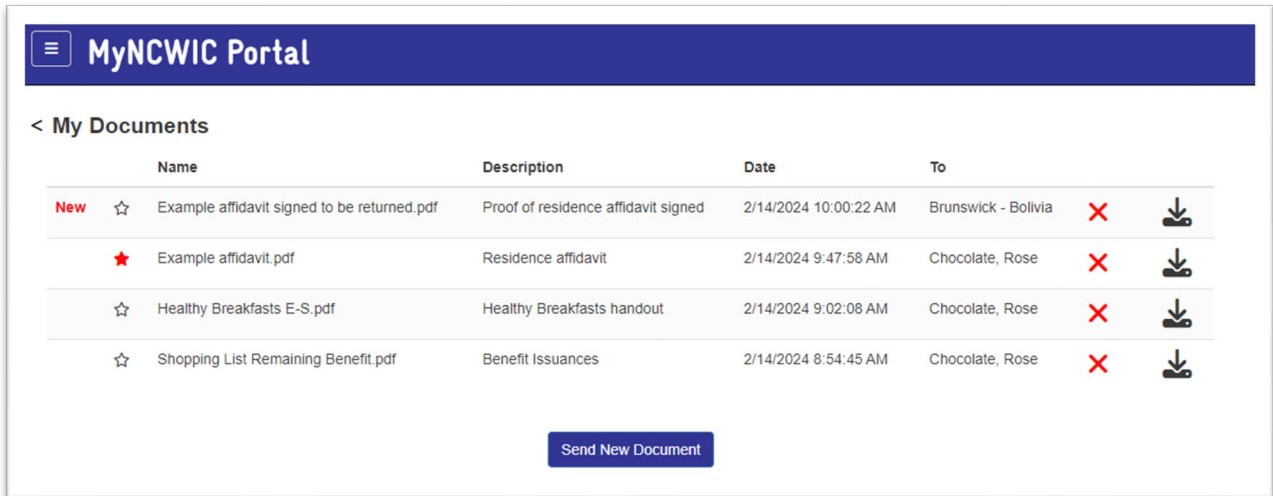 MyNCWIC Portal
< My Documents
Name Description Date To
New Example affidavit signed to be returned.pdf Proof of residence affidavit signed 2/14/2024 10:00:22 AM Brunswick - Bolivia
Example affidavit.pdf Residence affidavit 2/14/2024 9:47:58 AM Chocolate, Rose
Healthy Breakfasts E-S.pdf Healthy Breakfasts handout 2/14/2024 9:02:08 AM Chocolate, Rose
Shopping List Remaining Benefit.pdf Benefit Issuances 2/14/2024 8:54:45 AM Chocolate, Rose
Send New Document